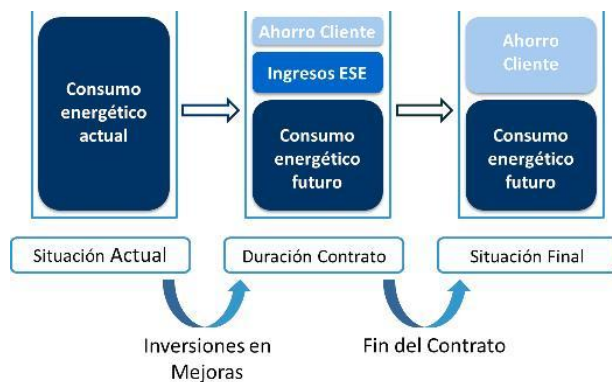 Consumo
energético
actual
Ahorro Cliente
Ingresos ESE
Consumo
energético
futuro
Ahorro
Cliente
Consumo
energético
futuro
Situación Actual
Duración Contrato
Situación Final
Inversiones en
Mejoras
Fin del Contrato